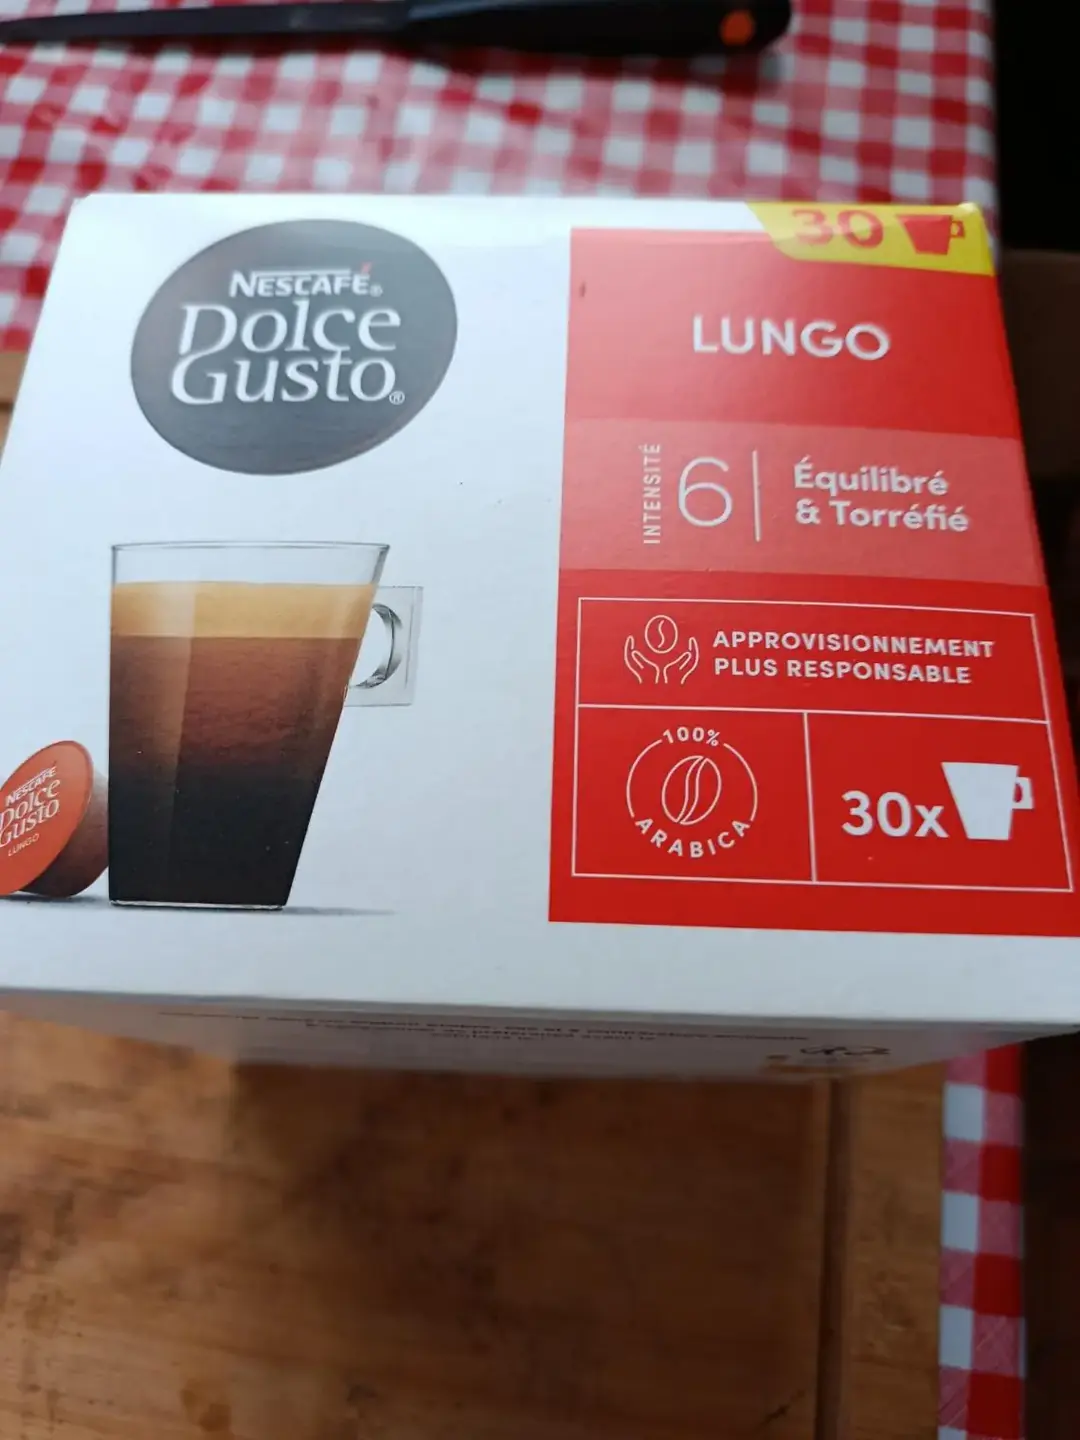 30
NESCAFÉ®
Dolce
Gusto®
LUNGO
INTENSITÉ
6
Équilibré
& Torréfié
APPROVISIONNEMENT
PLUS RESPONSABLE
100%
ARABICA
30x
NESCAFÉ
Dolce
Gusto
LUNGO